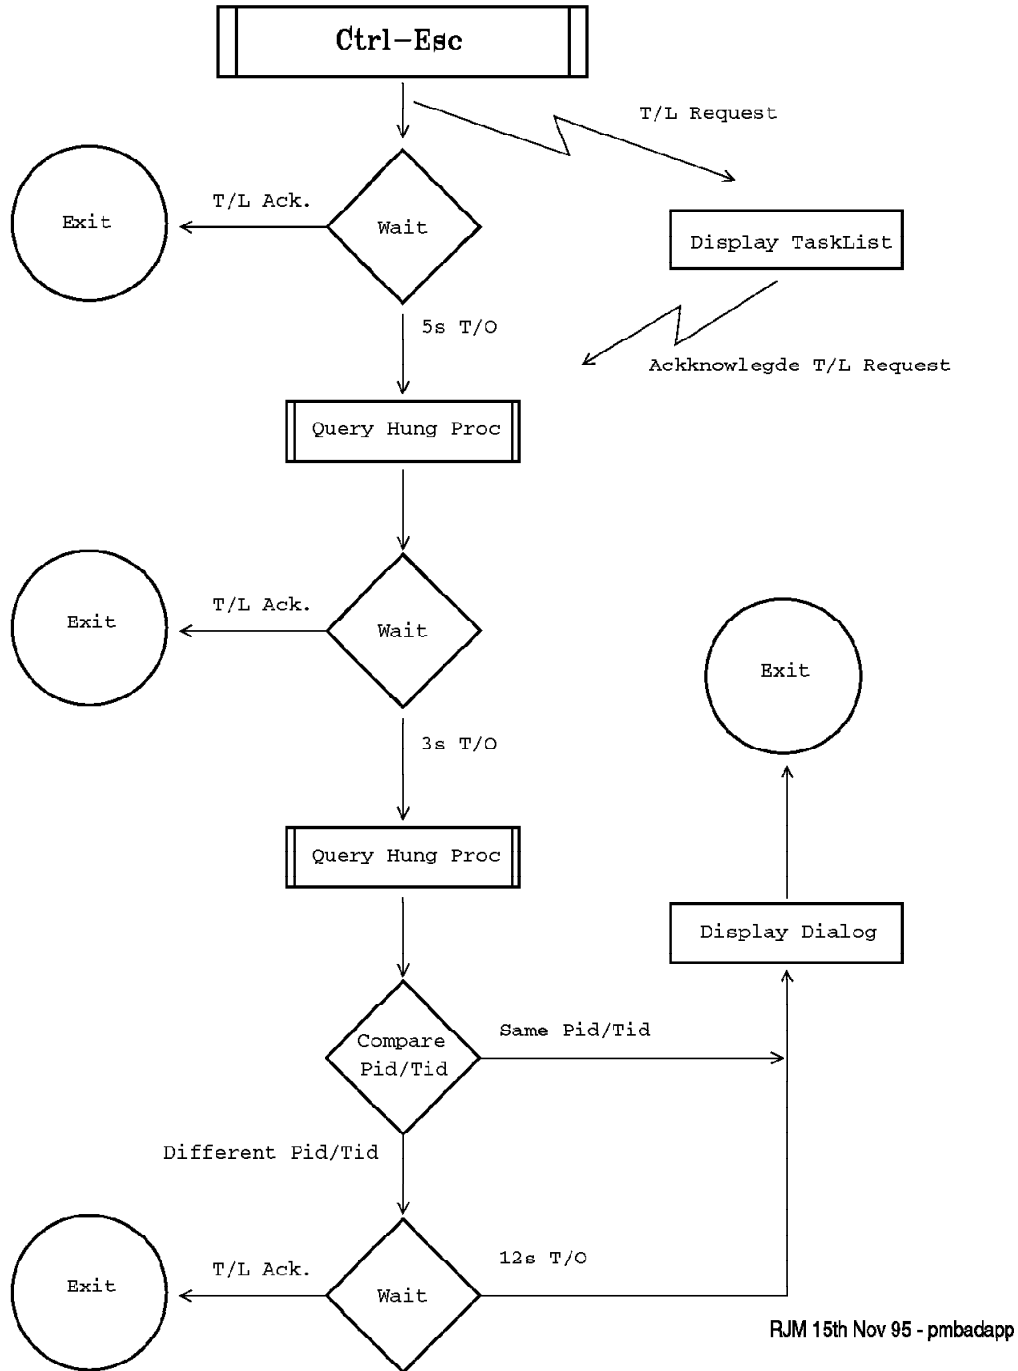 Ctrl-Esc
T/L Request
Exit
T/L Ack.
Wait
Display TaskList
5s T/O
Ackknowlegde T/L Request
Query Hung Proc
Exit
T/L Ack.
Wait
Exit
3s T/O
Query Hung Proc
Display Dialog
Same Pid/Tid
Compare
Pid/Tid
Different Pid/Tid
12s T/O
Exit
T/L Ack.
Wait
RJM 15th Nov 95 - pmbadapp